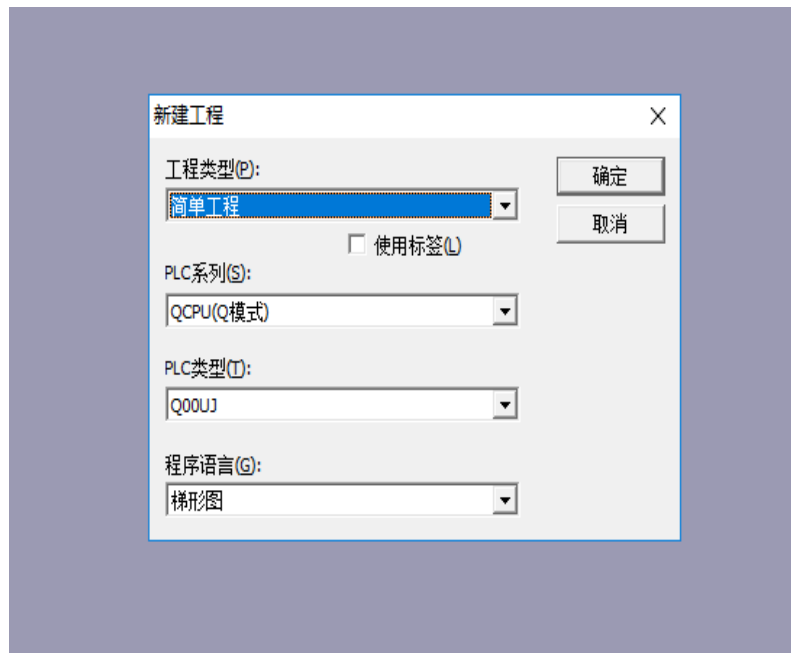 新建工程
工程类型(P):
确定
简单工程
取消
使用标签(L)
PLC系列(S):
QCPU(Q模式)
PLC类型(T):
Q00UJ
程序语言(G):
梯形图